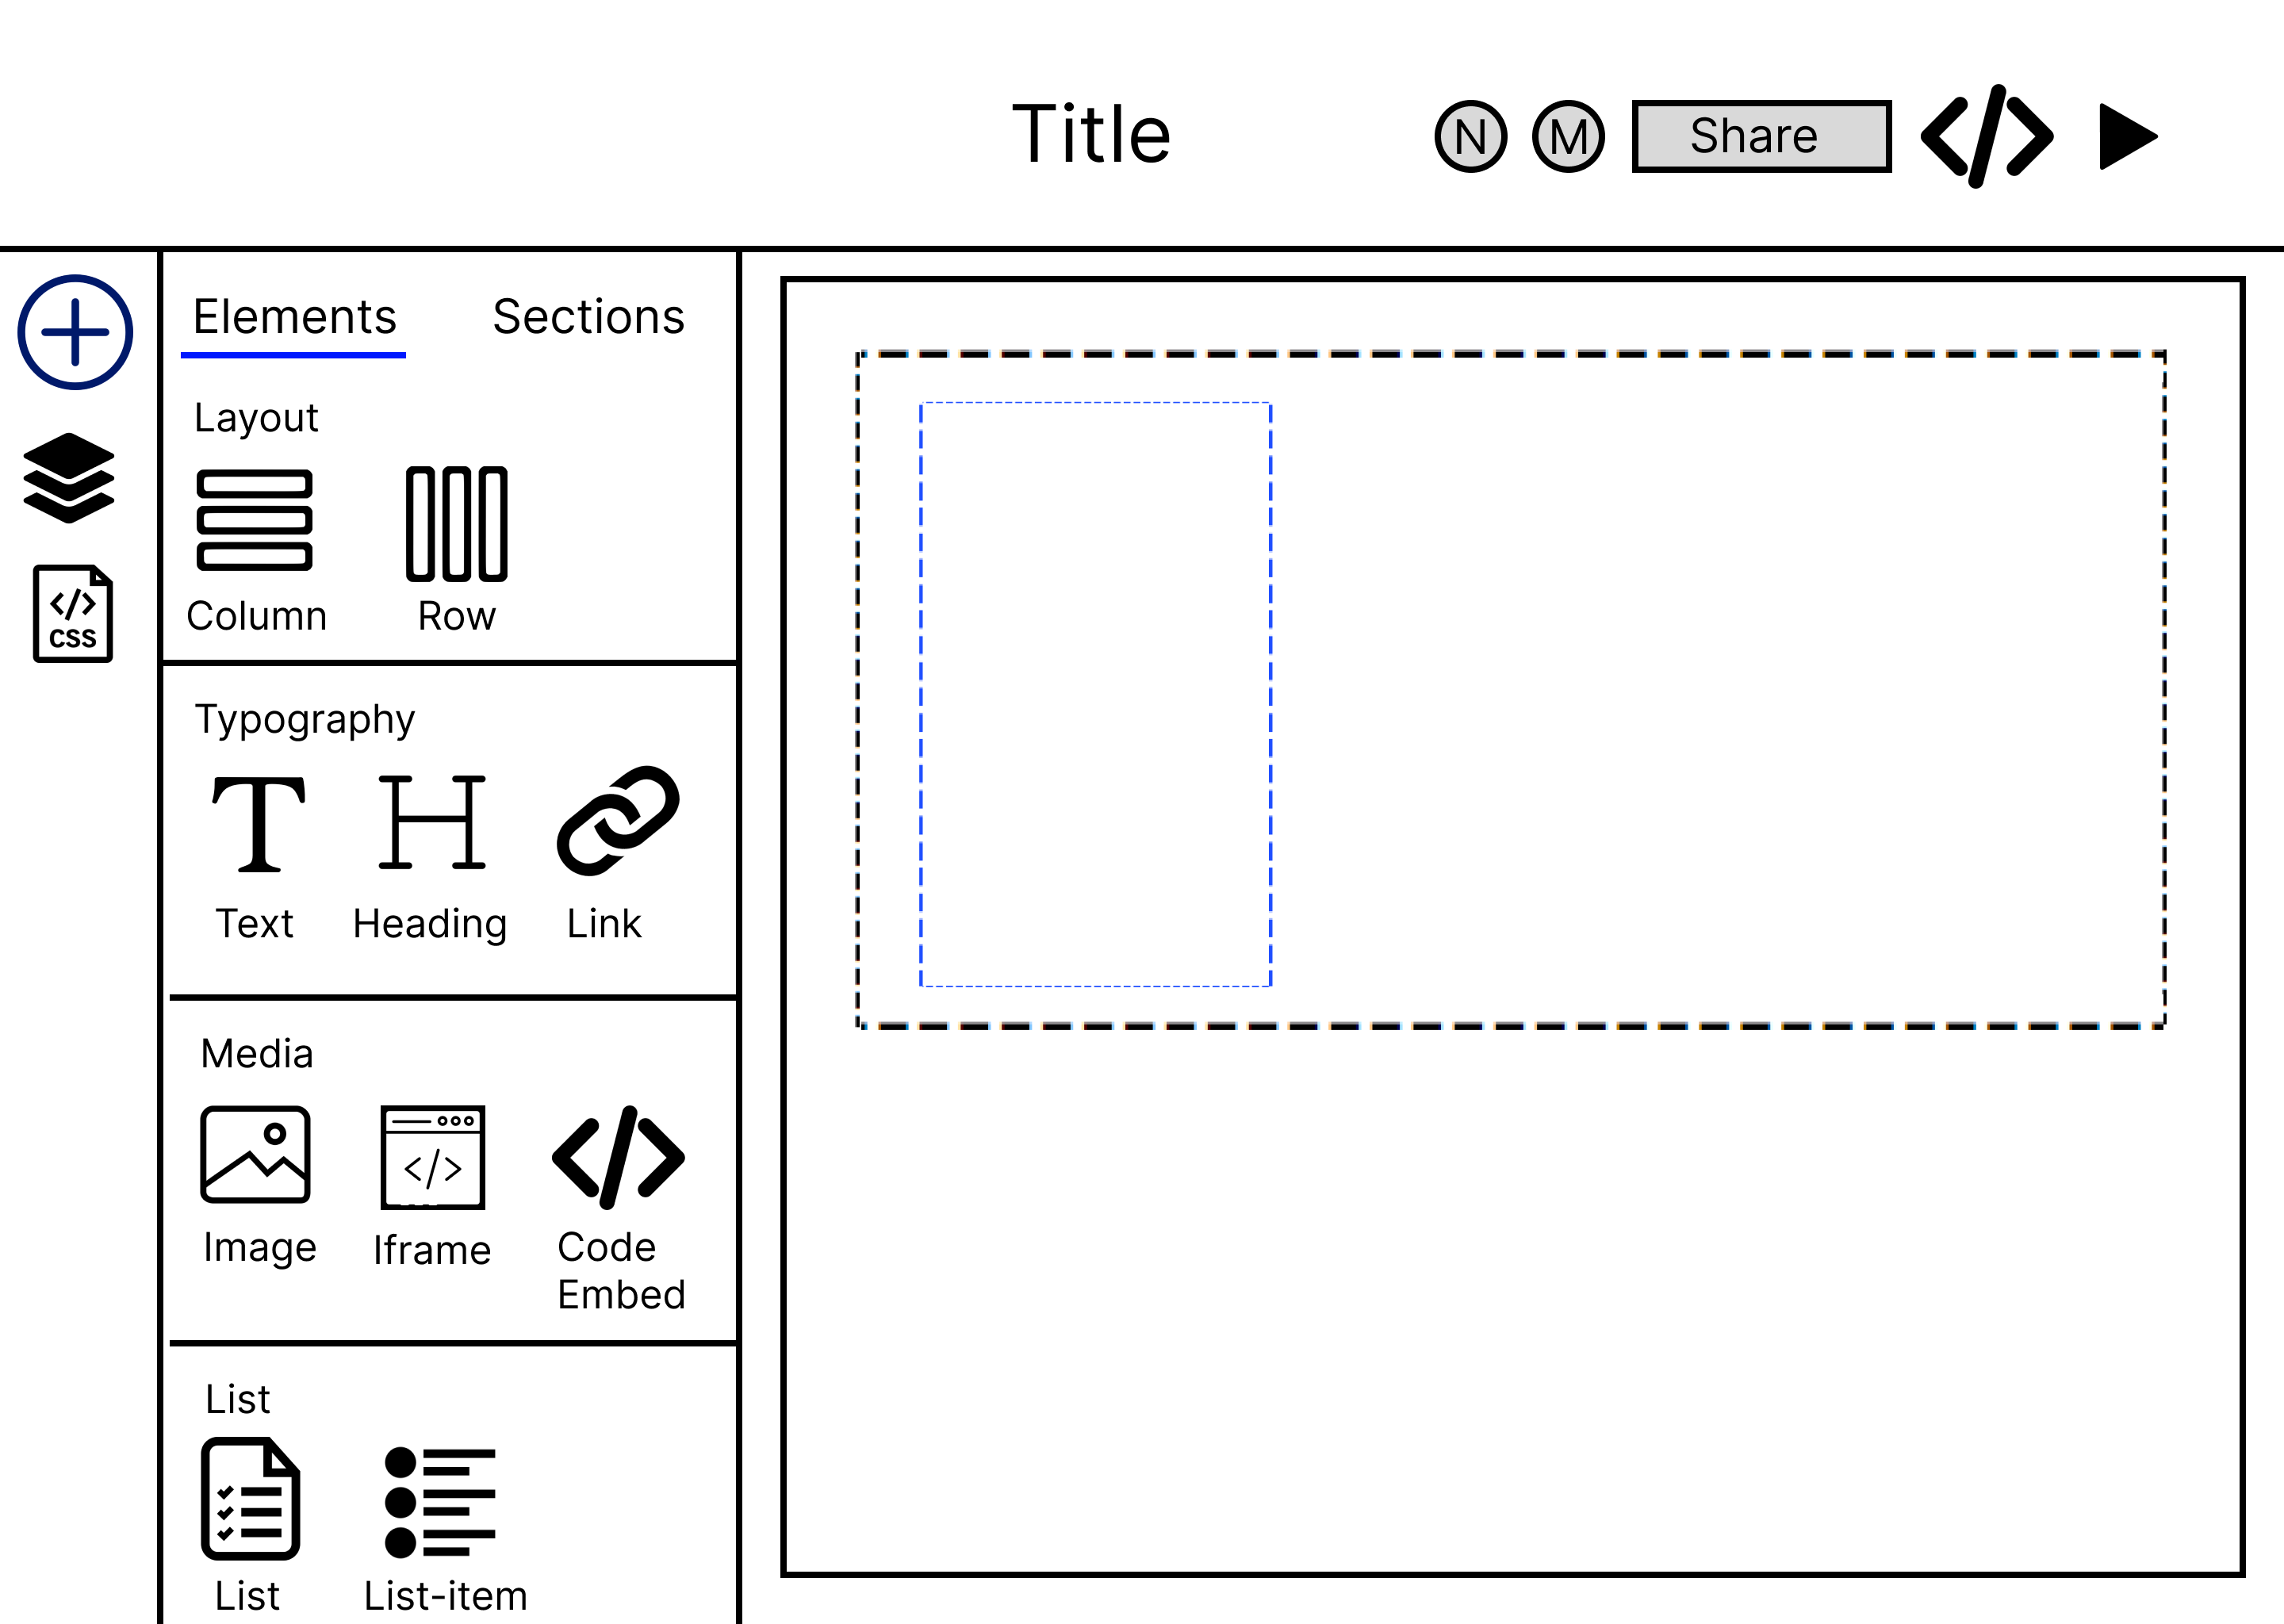 Title
N
M
Share
Elements
Sections
Layout
Column
Row
CSS
Typography
Text
Heading
Link
Media
Image
Iframe
Code
Embed
List
List
List-item